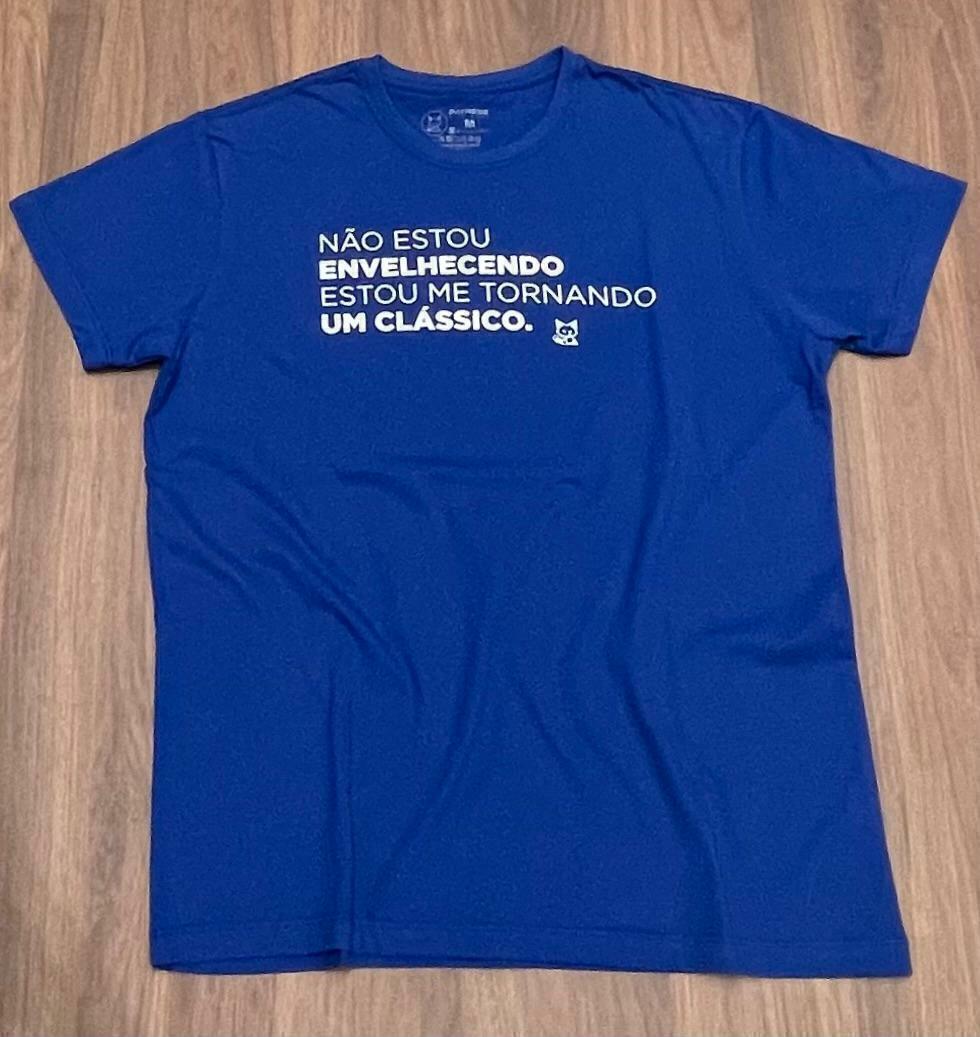 NÃO ESTOU
ENVELHECENDO
ESTOU ME TORNANDO
UM CLÁSSICO.
M